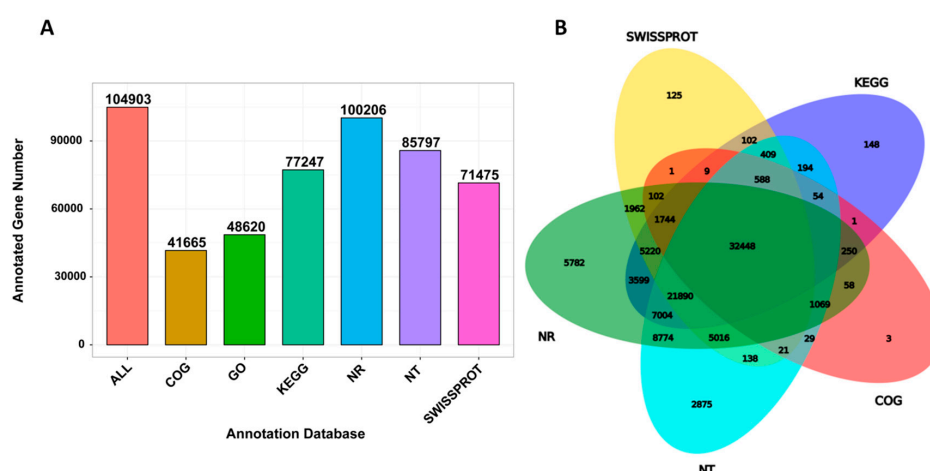 A
104903
100206
85797
77247
71475
48620
41665
90000
60000
30000
0
Annotated Gene Number
ALL
COG
GO
KEGG
NR
NT
SWISSPROT
Annotation Database
B
SWISSPROT
KEGG
125
148
102
409
194
1
9
588
54
102
1962
1744
1
5220
32448
250
5782
3599
58
21890
1069
7004
NR
8774
5016
29
3
138
21
COG
2875
NT